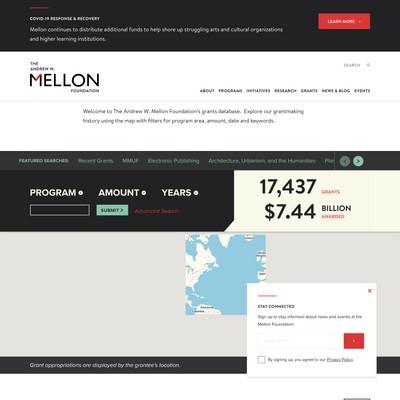 COVID-19 RESPONSE & RECOVERY
Mellon continues to distribute additional funds to help shore up struggling arts and cultural organizations
and higher learning institutions.
LEARN MORE ›
THE
ANDREW W.
MELLON
FOUNDATION
SEARCH
ABOUT PROGRAMS INITIATIVES RESEARCH GRANTS NEWS & BLOG EVENTS
Welcome to The Andrew W. Mellon Foundation's grants database. Explore our grantmaking
history using the map with filters for program area, amount, date and keywords.
FEATURED SEARCHES: Recent Grants MMUF Electronic Publishing Architecture, Urbanism, and the Humanities
PROGRAM AMOUNT YEARS
SUBMIT > Advanced Search
17,437 GRANTS
$7.44 BILLION
AWARDED
STAY CONNECTED
Sign up to stay informed about news and events at the
Mellon Foundation.
By signing up, you agree to our Privacy Policy.
Grant appropriations are displayed by the grantee's location.